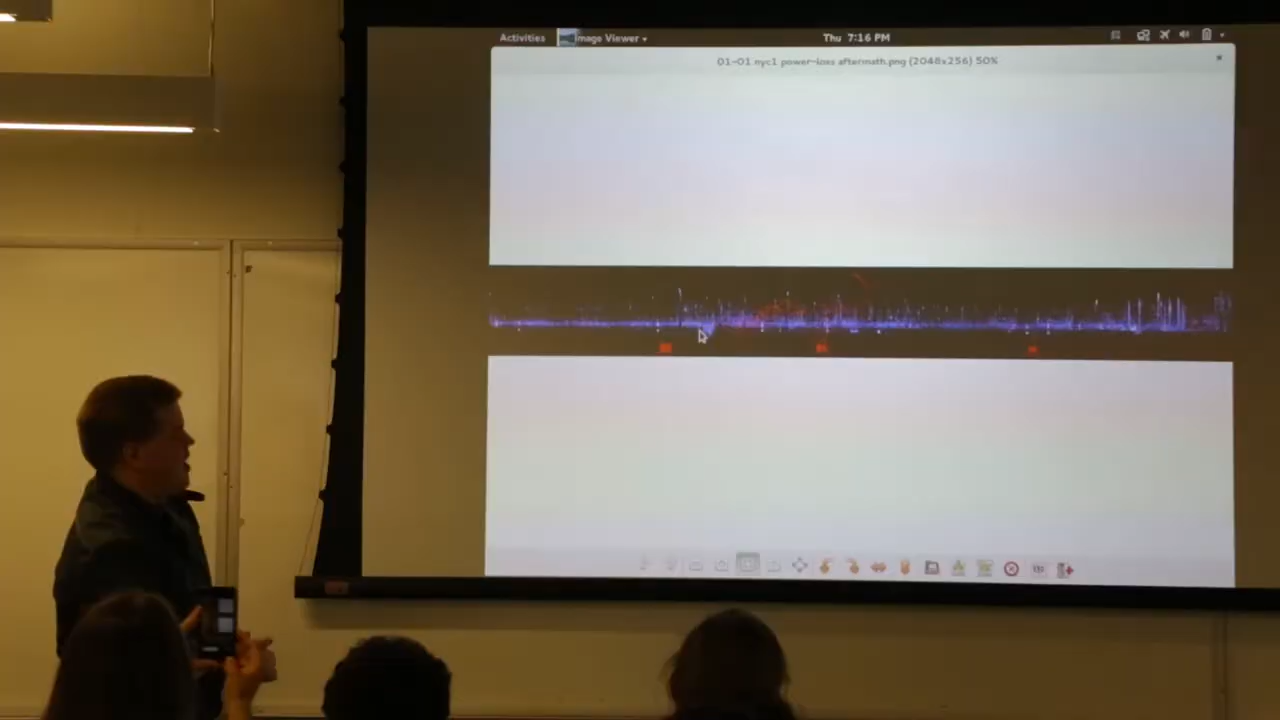 Activities Image Viewer Thu 7:16 PM
01-01 nyc1 power-loss aftermath.png (2048x256) 50%